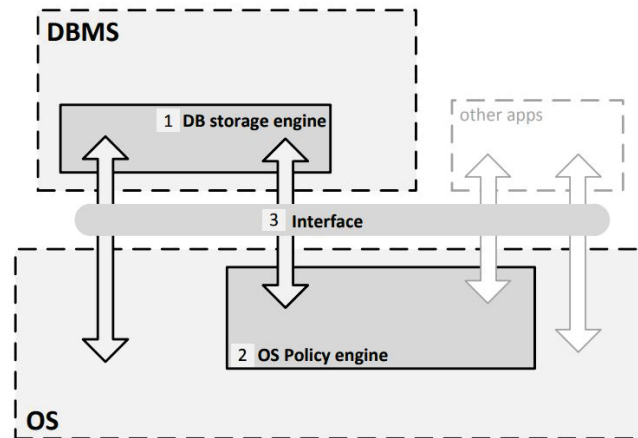 DBMS
1 DB storage engine
other apps
3 Interface
2 OS Policy engine
OS